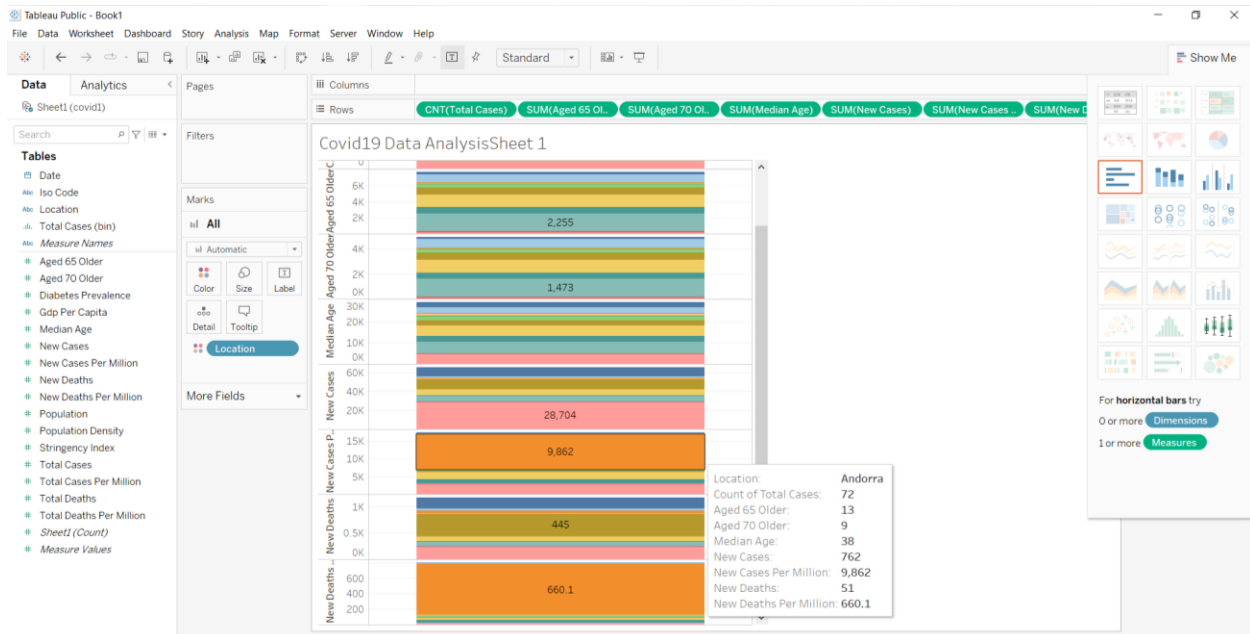 Tableau Public - Book1
File Data Worksheet Dashboard Story Analysis Map Format Server Window Help
Standard
Show Me
Data Analytics
Sheet1 (covid1)
Search
Tables
Date
Abc Iso Code
Abc Location
Total Cases (bin)
Abc Measure Names
# Aged 65 Older
# Aged 70 Older
# Diabetes Prevalence
# Gdp Per Capita
# Median Age
# New Cases
# New Cases Per Million
# New Deaths
# New Deaths Per Million
# Population
# Population Density
# Stringency Index
# Total Cases
# Total Cases Per Million
# Total Deaths
# Total Deaths Per Million
# Sheet1 (Count)
# Measure Values
Pages
Filters
Marks
All
Automatic
Color Size Label
Detail Tooltip
Location
More Fields
Columns
Rows
CNT(Total Cases) SUM(Aged 65 Ol.. SUM(Aged 70 Ol.. SUM(Median Age) SUM(New Cases) SUM(New Cases .. SUM(New D
Covid19 Data AnalysisSheet 1
0
Aged 65 Older
6K
4K
2K
2,255
Aged 70 Older
4K
2K
0K
1,473
Median Age
30K
20K
10K
0K
New Cases
60K
40K
20K
28,704
New Cases P..
15K
10K
5K
9,862
New Deaths
1K
0.5K
0K
445
New Deaths ..
600
400
200
660.1
Location: Andorra
Count of Total Cases: 72
Aged 65 Older: 13
Aged 70 Older: 9
Median Age: 38
New Cases: 762
New Cases Per Million: 9,862
New Deaths: 51
New Deaths Per Million: 660.1
For horizontal bars try
0 or more Dimensions
1 or more Measures